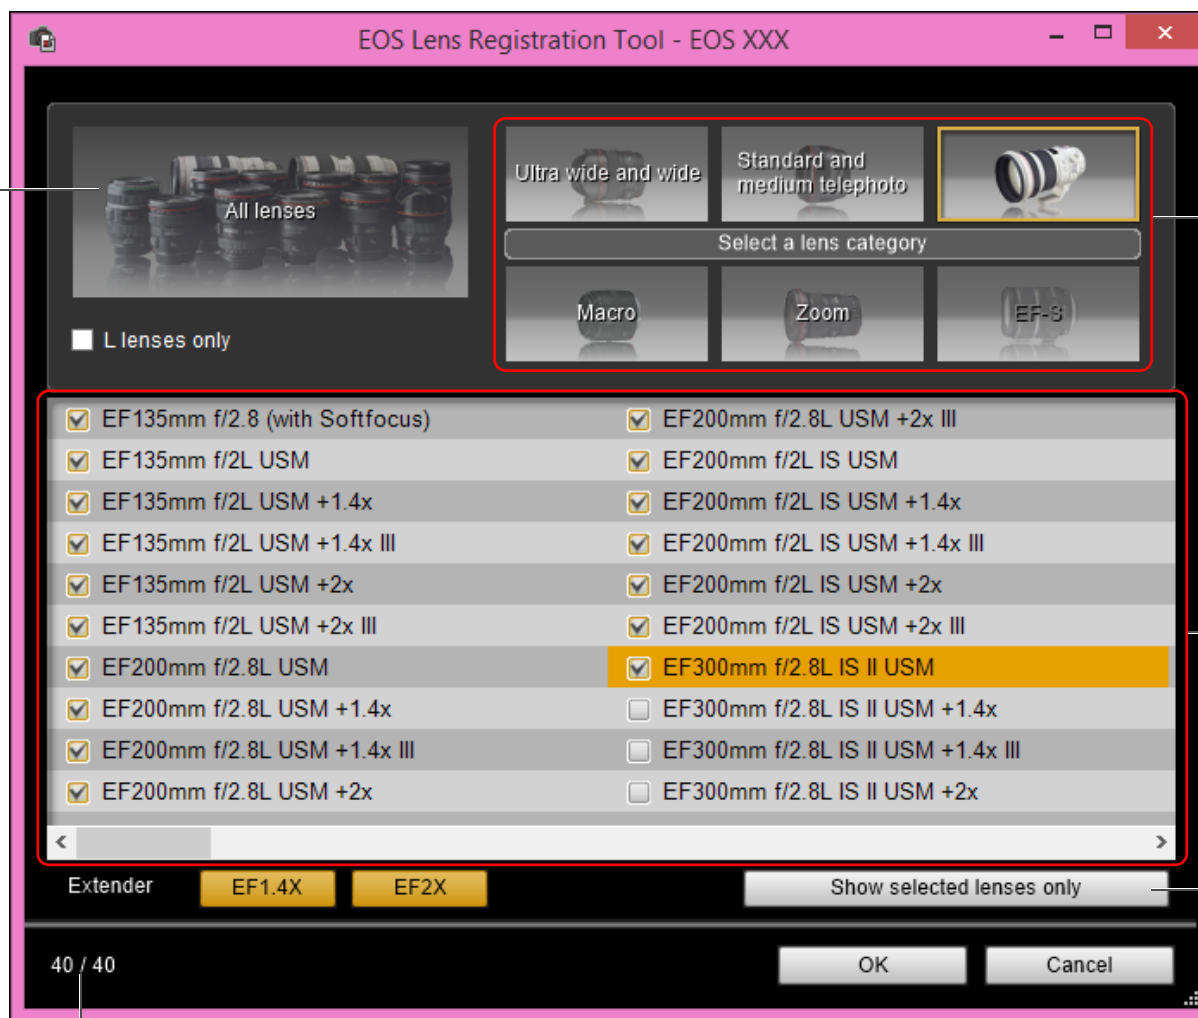 EOS Lens Registration Tool - EOS XXX
All lenses
L lenses only
Ultra wide and wide
Standard and
medium telephoto
Select a lens category
Macro
Zoom
EF-S
EF135mm f/2.8 (with Softfocus)
EF135mm f/2L USM
EF135mm f/2L USM +1.4x
EF135mm f/2L USM +1.4x III
EF135mm f/2L USM +2x
EF135mm f/2L USM +2x III
EF200mm f/2.8L USM
EF200mm f/2.8L USM +1.4x
EF200mm f/2.8L USM +1.4x III
EF200mm f/2.8L USM +2x
EF200mm f/2.8L USM +2x III
EF200mm f/2L IS USM
EF200mm f/2L IS USM +1.4x
EF200mm f/2L IS USM +1.4x III
EF200mm f/2L IS USM +2x
EF200mm f/2L IS USM +2x III
EF300mm f/2.8L IS II USM
EF300mm f/2.8L IS II USM +1.4x
EF300mm f/2.8L IS II USM +1.4x III
EF300mm f/2.8L IS II USM +2x
Extender
EF1.4X
EF2X
Show selected lenses only
40 / 40
OK
Cancel